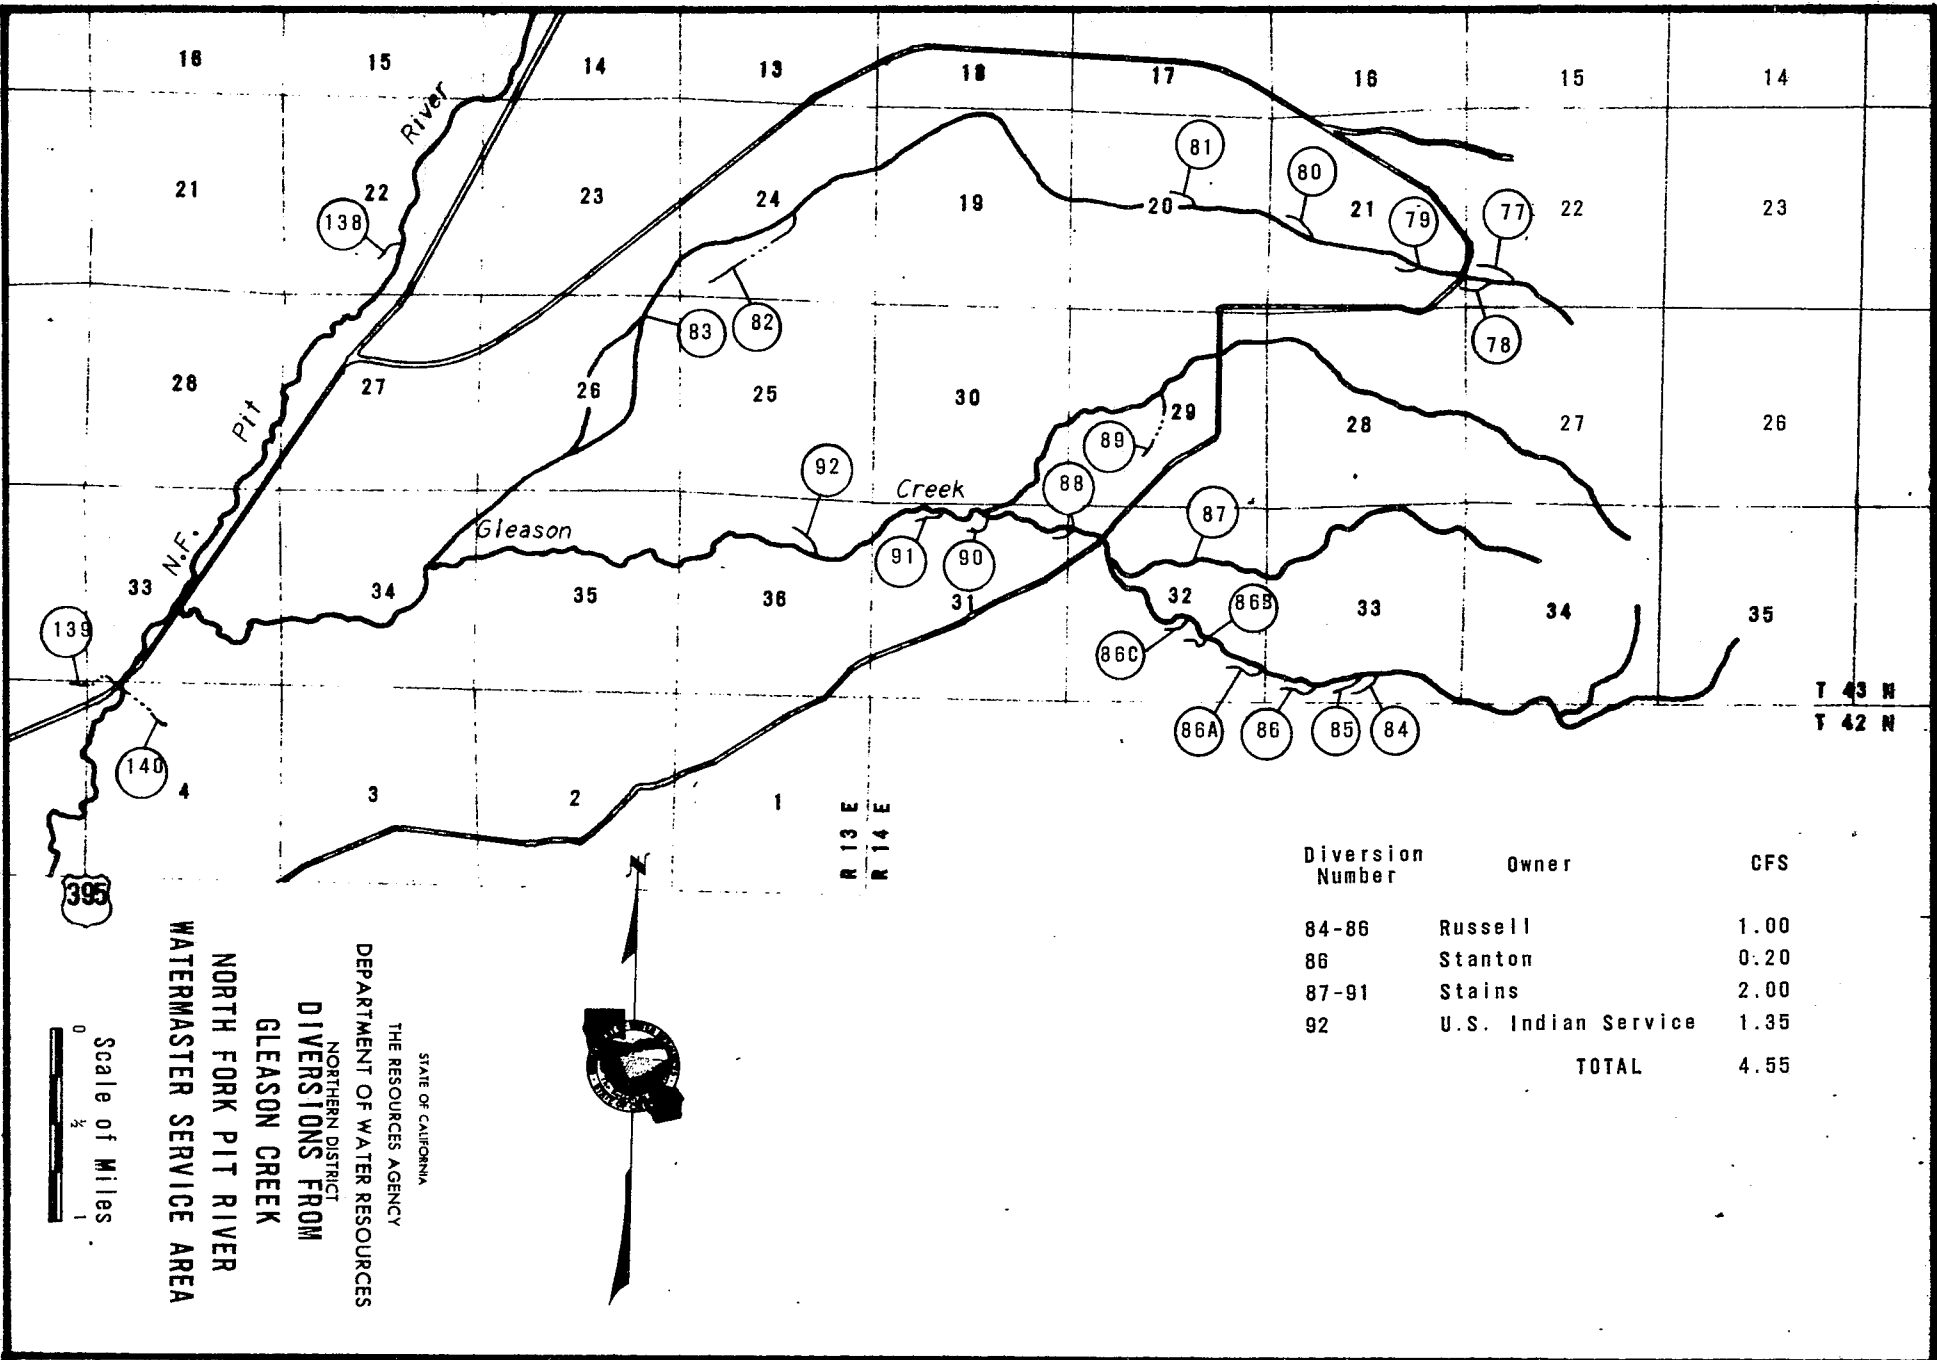 16 15 14 13 18 17 16 15 14
River
81
80
21 22 23 24 19 20 21 22 23
138
79
77
82
83
78
28 27 26 25 30 29 28 27 26
Pit
89
92
88
Creek
87
Gleason
91
90
N.F.
33 34 35 36 31 32 33 34 35
86B
139
86C
86A
86
85
84
T 43 N
T 42 N
140
4 3 2 1
R 13 E
R 14 E
395
N
Diversion Number Owner CFS
84-86 Russell 1.00
86 Stanton 0.20
87-91 Stains 2.00
92 U.S. Indian Service 1.35
TOTAL 4.55
STATE OF CALIFORNIA
THE RESOURCES AGENCY
DEPARTMENT OF WATER RESOURCES
NORTHERN DISTRICT
DIVERSIONS FROM
GLEASON CREEK
NORTH FORK PIT RIVER
WATERMASTER SERVICE AREA
Scale of Miles
0 ½ 1